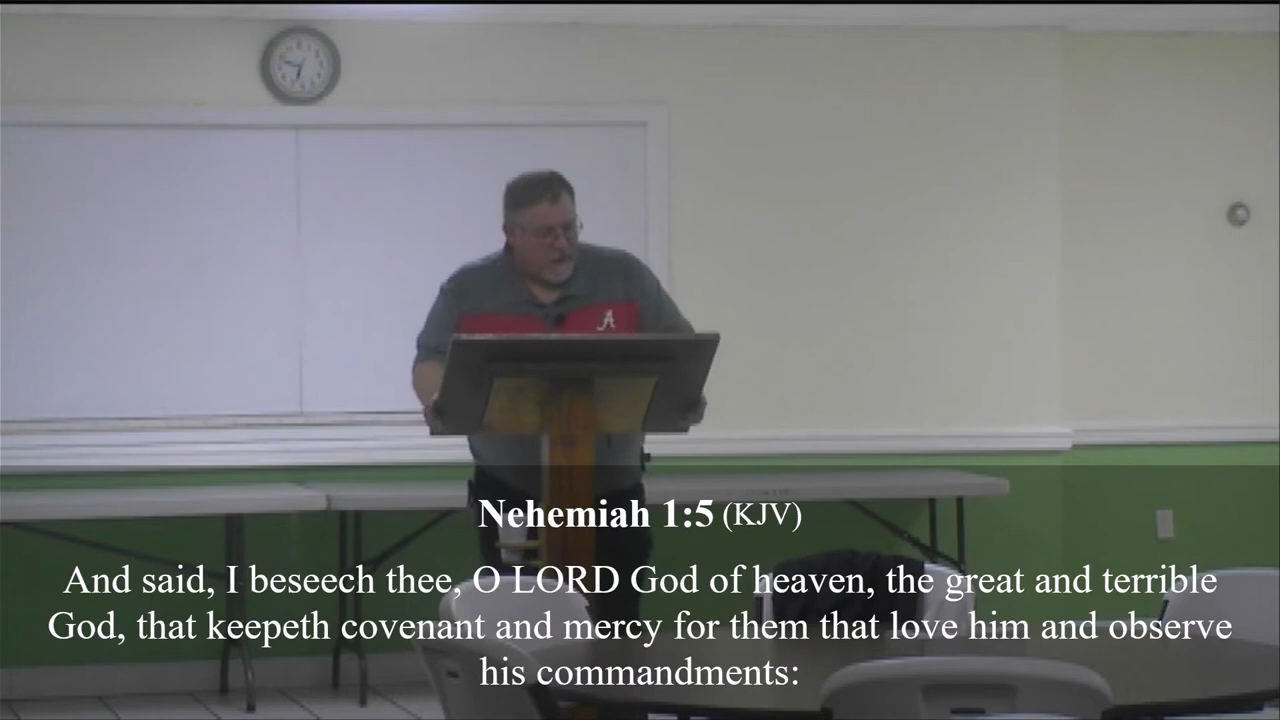 A
Nehemiah 1:5 (KJV)
And said, I beseech thee, O LORD God of heaven, the great and terrible
God, that keepeth covenant and mercy for them that love him and observe
his commandments: